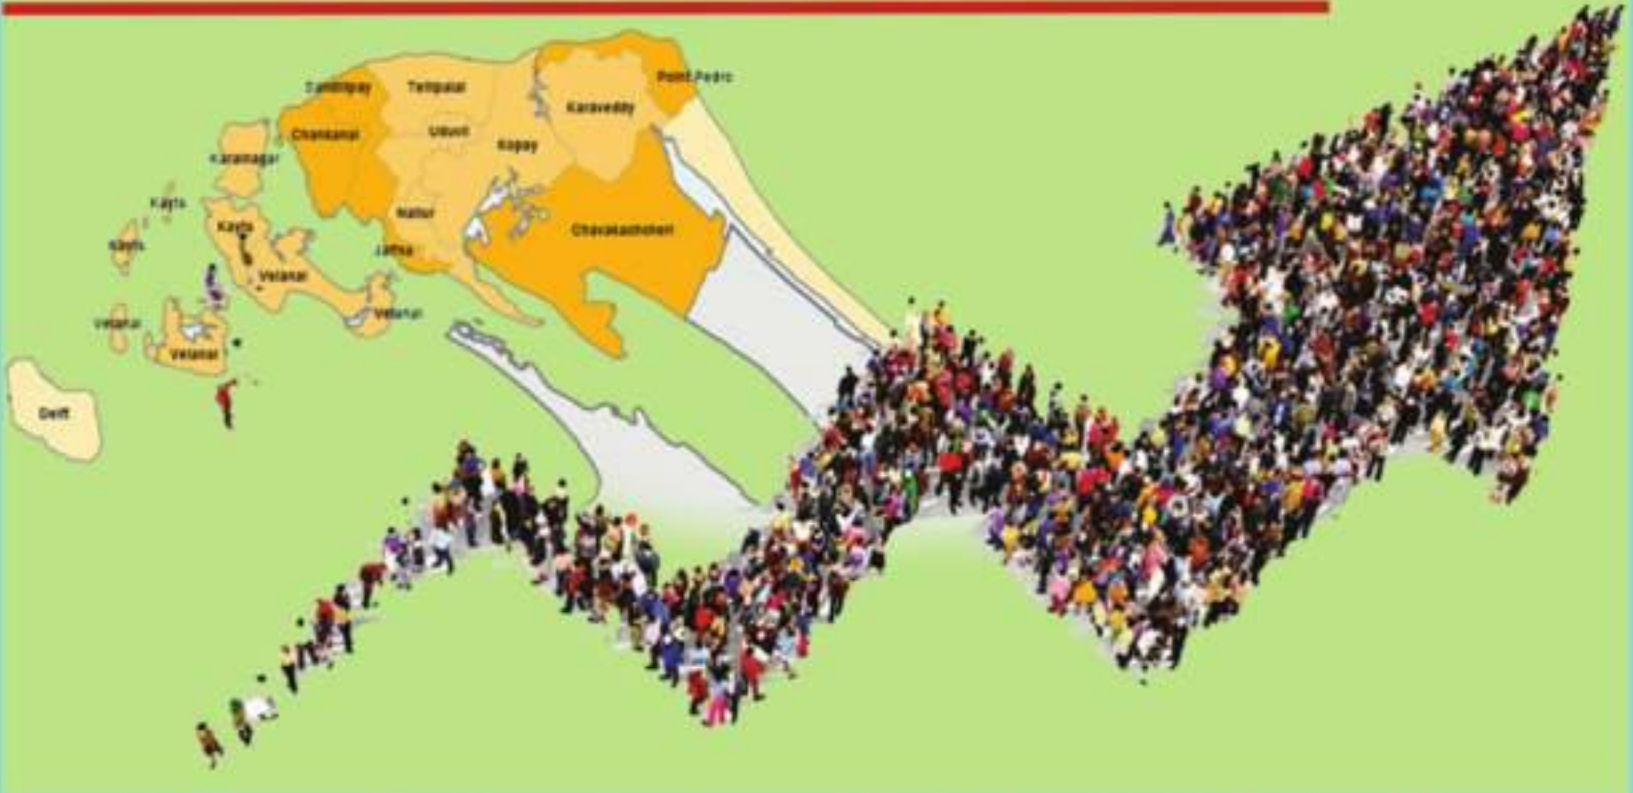 Point Pedro
Sandilipay
Tellipalai
Karaveddy
Chankanai
Uduvil
Kopay
Karainagar
Kayts
Nallur
Kayts
Chavakachcheri
Kayts
Jaffna
Velanai
Velanai
Velanai
Velanai
Delft